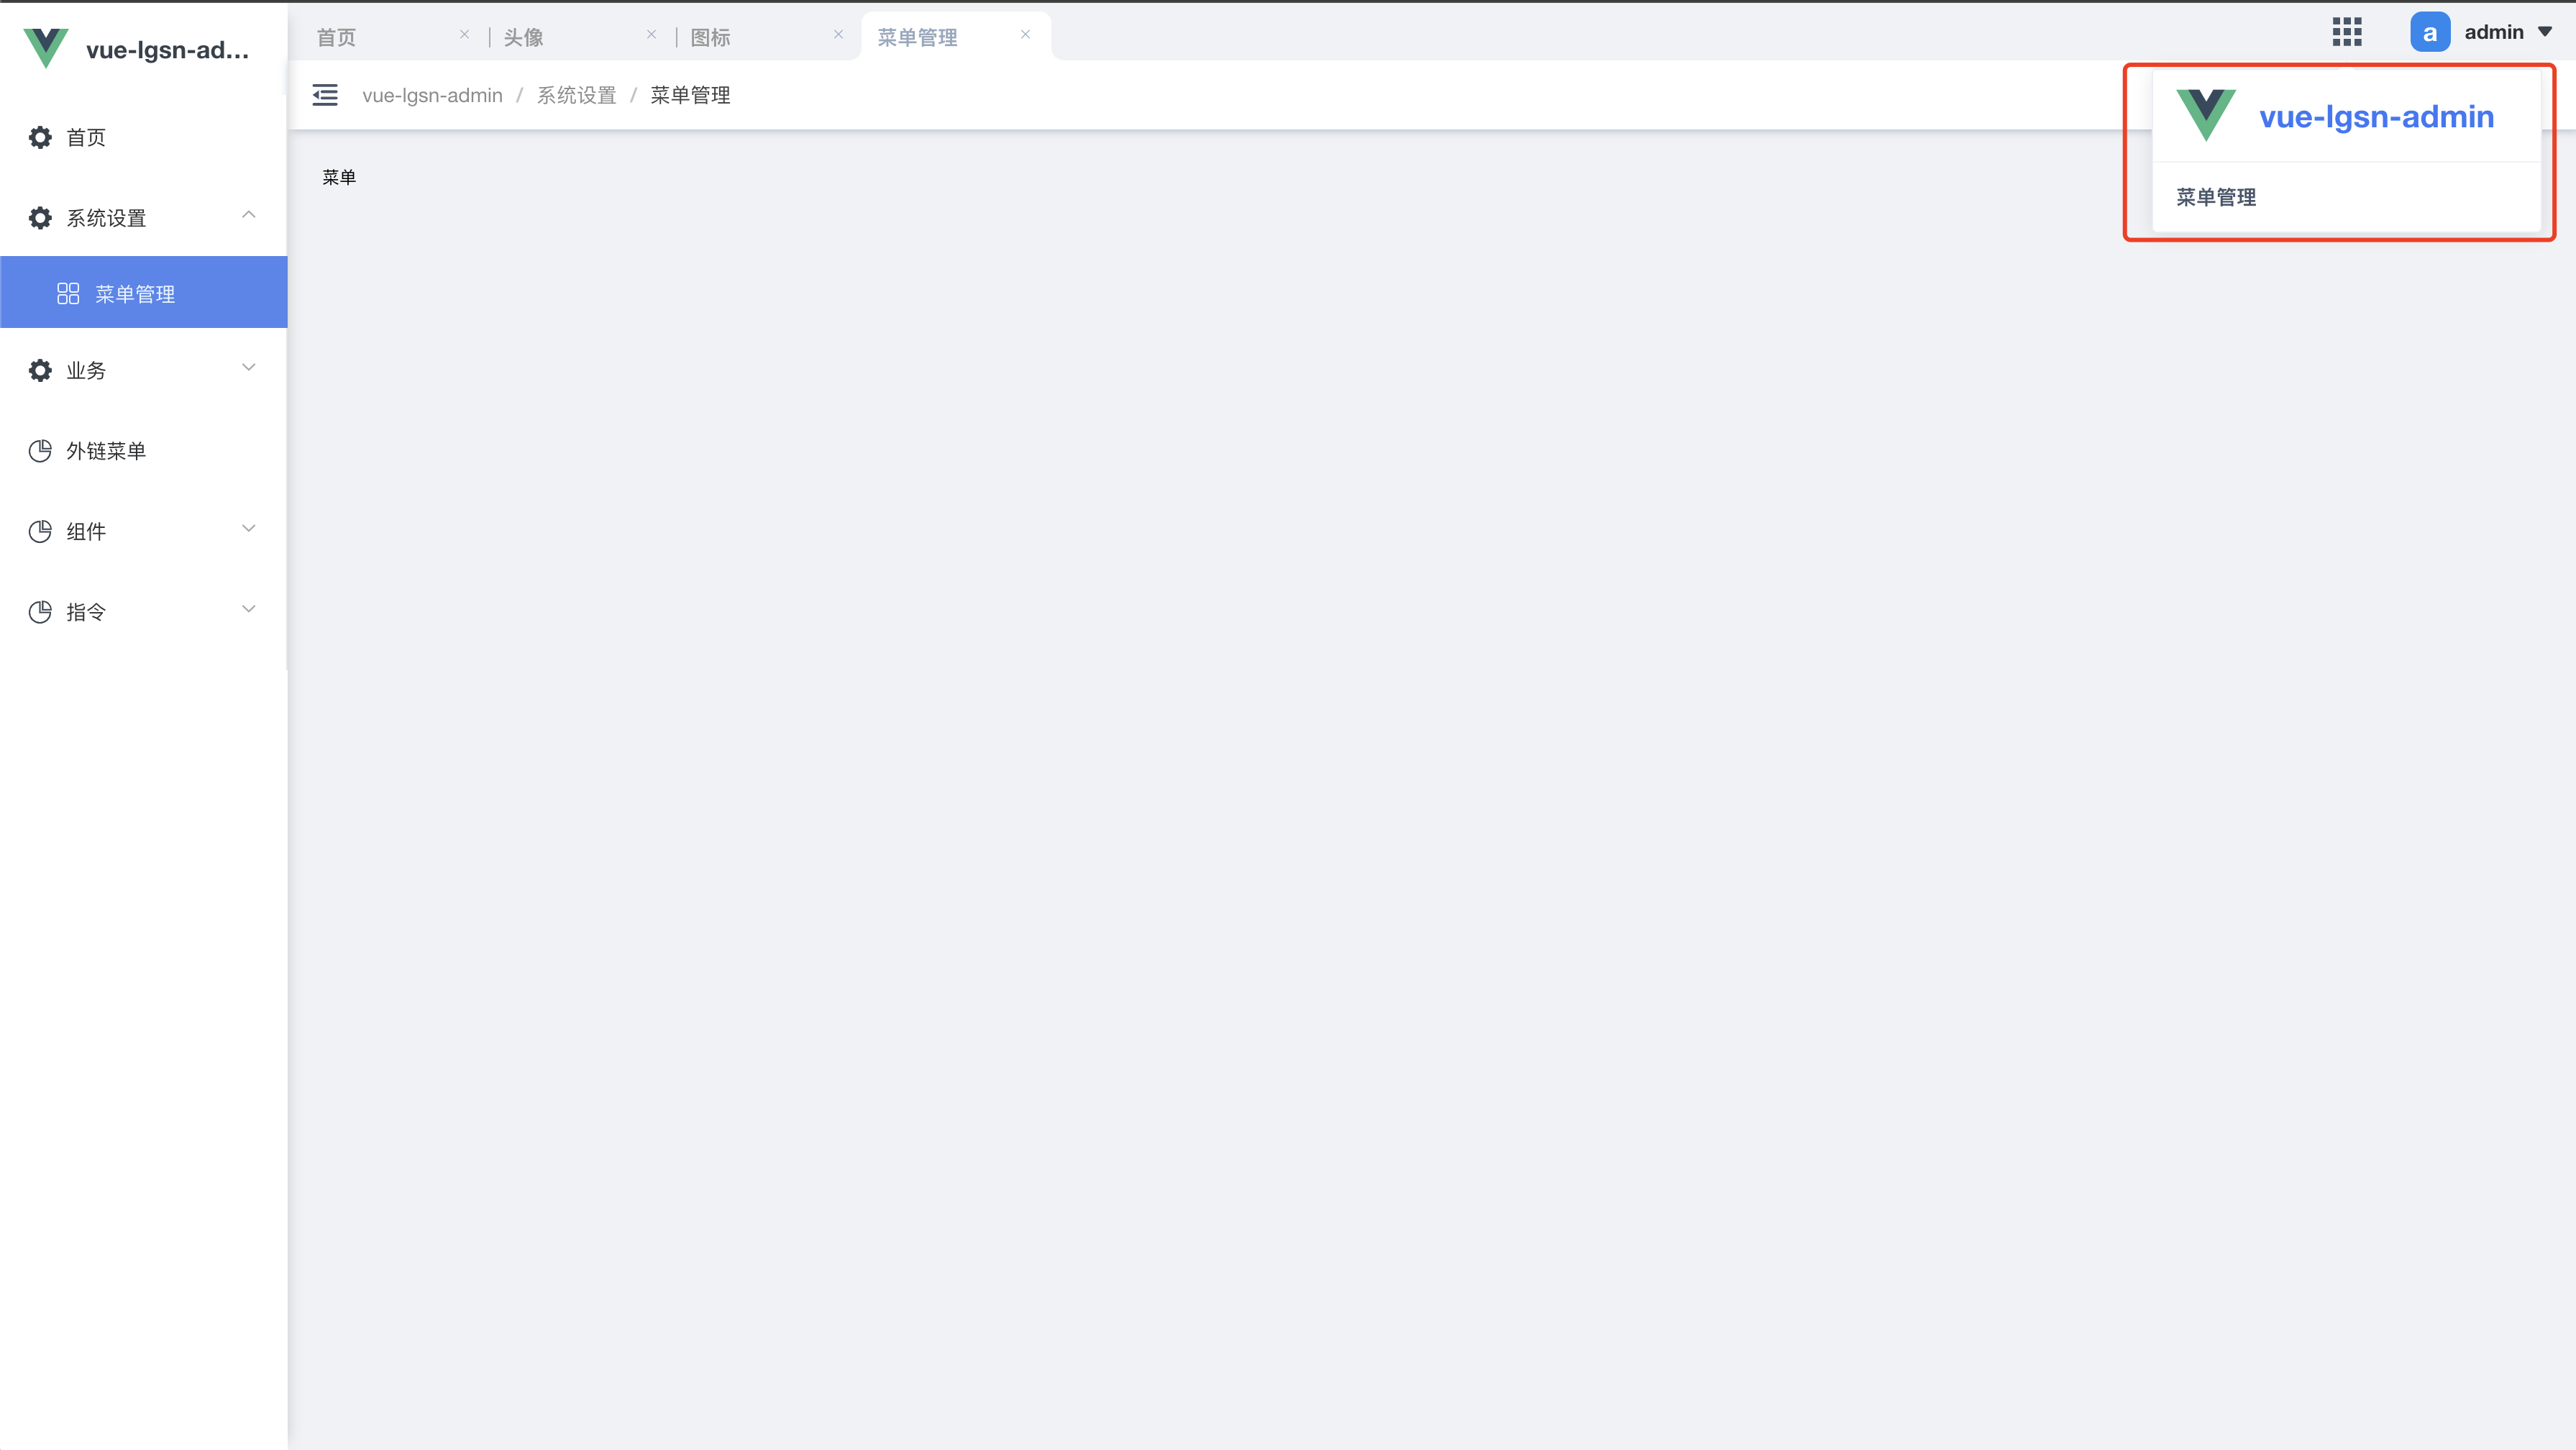 vue-lgsn-ad...
首页
系统设置
菜单管理
业务
外链菜单
组件
指令
首页 头像 图标 菜单管理
a admin
vue-lgsn-admin / 系统设置 / 菜单管理
菜单
vue-lgsn-admin
菜单管理